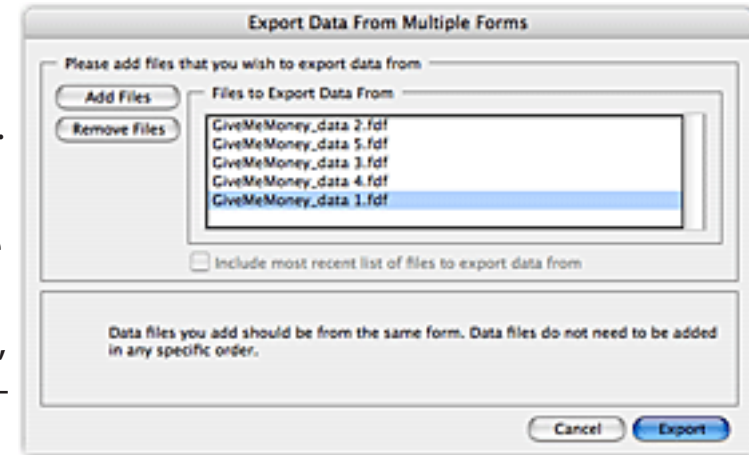 Export Data From Multiple Forms
Please add files that you wish to export data from
Add Files
Remove Files
Files to Export Data From
GiveMeMoney_data 2.fdf
GiveMeMoney_data 5.fdf
GiveMeMoney_data 3.fdf
GiveMeMoney_data 4.fdf
GiveMeMoney_data 1.fdf
Include most recent list of files to export data from
Data files you add should be from the same form. Data files do not need to be added
in any specific order.
Cancel
Export